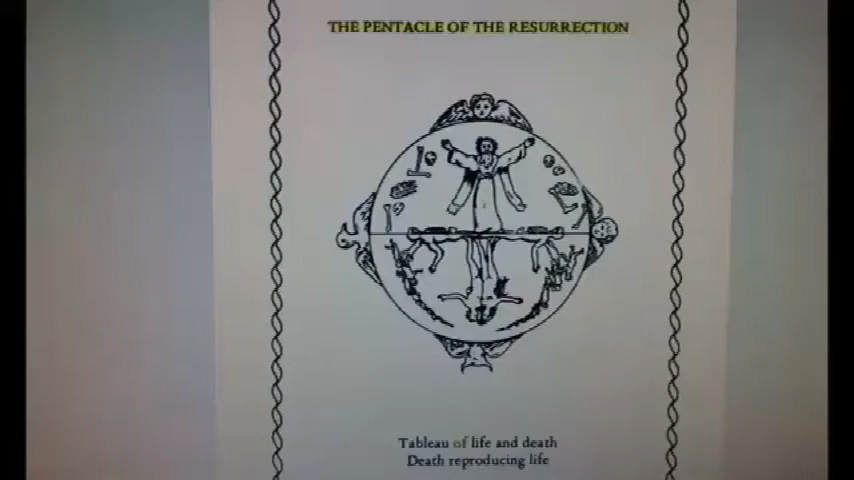 THE PENTACLE OF THE RESURRECTION
Tableau of life and death
Death reproducing life